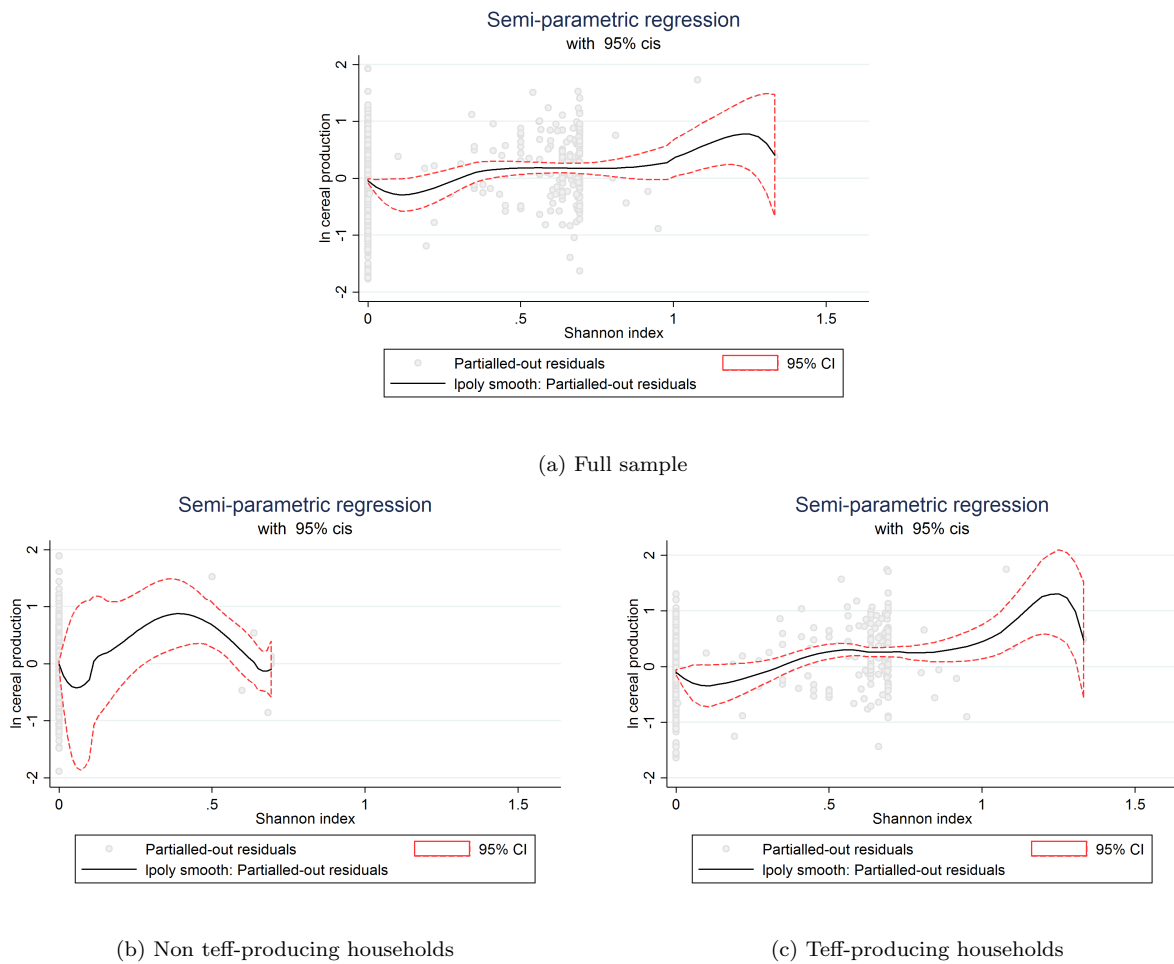 Semi-parametric regression
with 95% cis
ln cereal production
2
1
0
-1
-2
0
.5
1
1.5
Shannon index
Partialled-out residuals
95% CI
lpoly smooth: Partialled-out residuals
(a) Full sample
Semi-parametric regression
with 95% cis
ln cereal production
2
1
0
-1
-2
0
.5
1
1.5
Shannon index
Partialled-out residuals
95% CI
lpoly smooth: Partialled-out residuals
(b) Non teff-producing households
Semi-parametric regression
with 95% cis
ln cereal production
2
1
0
-1
-2
0
.5
1
1.5
Shannon index
Partialled-out residuals
95% CI
lpoly smooth: Partialled-out residuals
(c) Teff-producing households